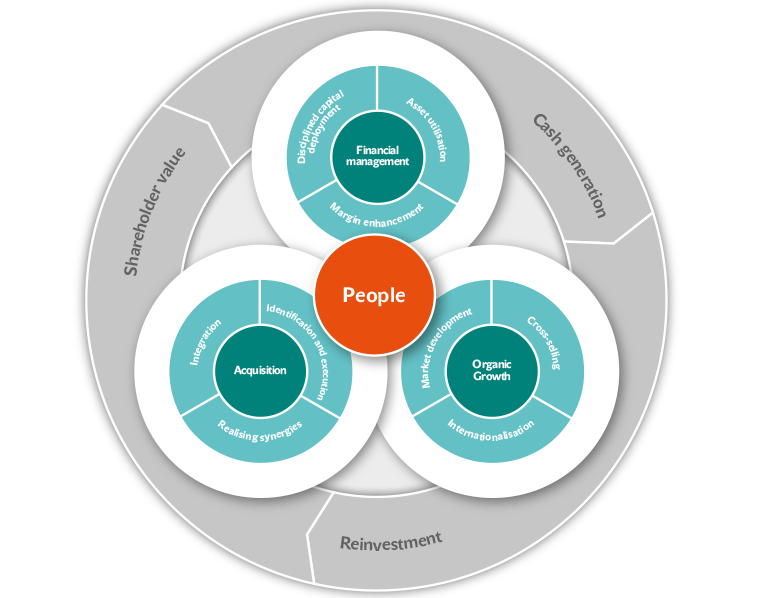 Disciplined capital
deployment
Asset utilisation
Financial
management
Margin enhancement
Cash generation
Shareholder value
People
Integration
Identification and execution
Acquisition
Realising synergies
Market development
Cross-selling
Organic
Growth
Internationalisation
Reinvestment